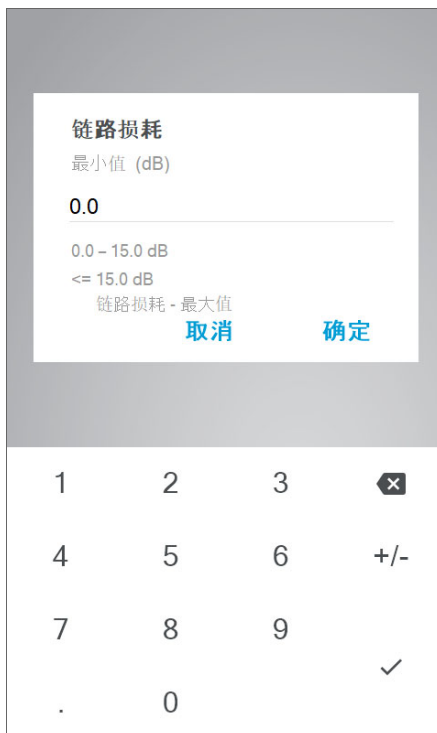 链路损耗
最小值 (dB)
0.0
0.0 – 15.0 dB
<= 15.0 dB
链路损耗 - 最大值
取消 确定
1 2 3
4 5 6 +/-
7 8 9
. 0